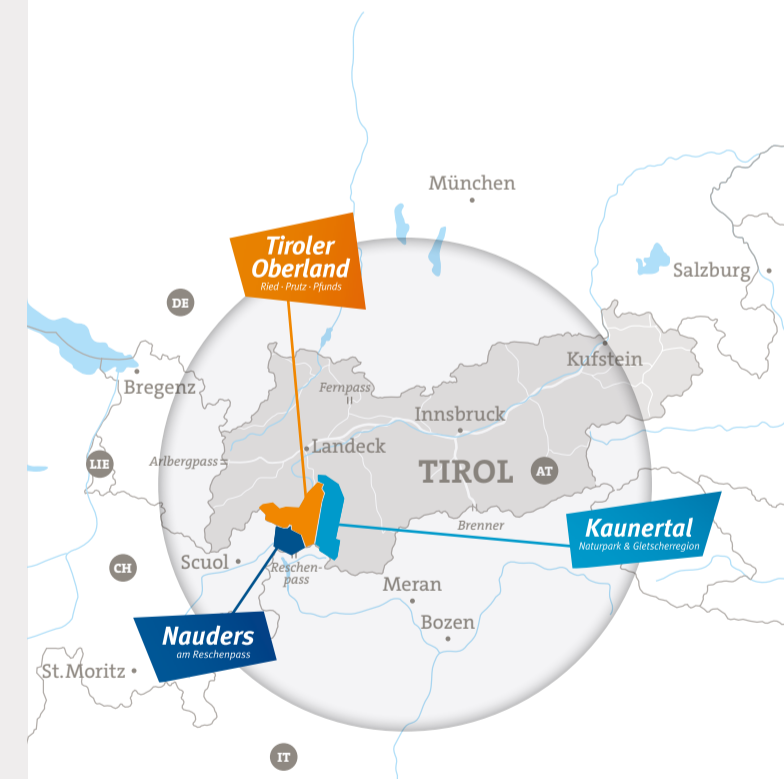 München
Tiroler
Oberland
Ried · Prutz · Pfunds
Salzburg
DE
Kufstein
Bregenz
Fernpass
Innsbruck
Landeck
LIE
Arlbergpass
TIROL
AT
Brenner
Kaunertal
Naturpark & Gletscherregion
Scuol
CH
Reschen-
pass
Meran
Bozen
Nauders
am Reschenpass
St.Moritz
IT